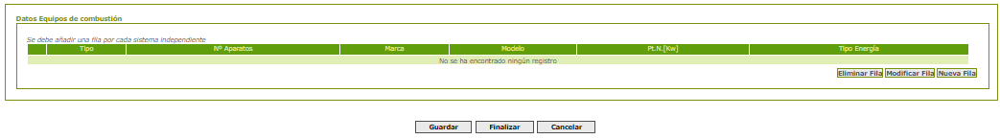 Datos Equipos de combustión
Se debe añadir una fila por cada sistema independiente
Tipo Nº Aparatos Marca Modelo Pt.N.[Kw] Tipo Energía
No se ha encontrado ningún registro
Eliminar Fila Modificar Fila Nueva Fila
Guardar Finalizar Cancelar